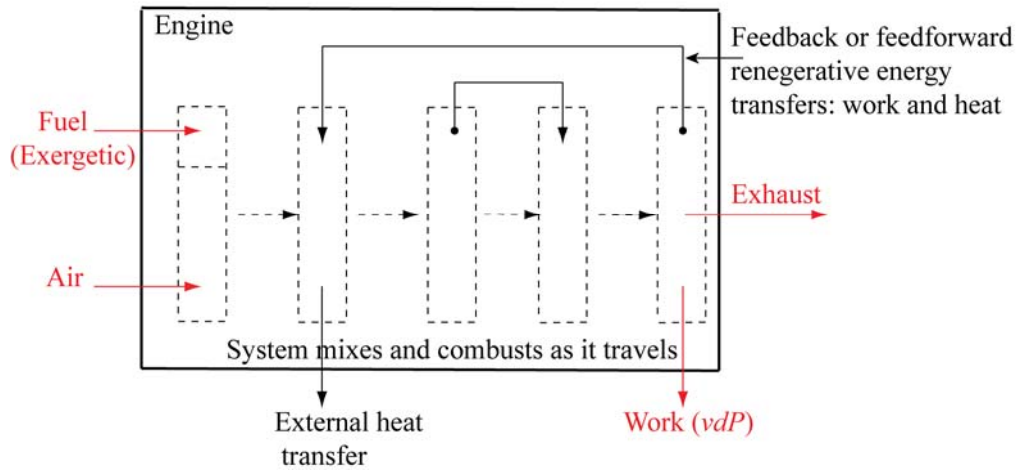 Engine
Feedback or feedforward
renegerative energy
transfers: work and heat
Fuel
(Exergetic)
Exhaust
Air
System mixes and combusts as it travels
External heat
transfer
Work (vdP)